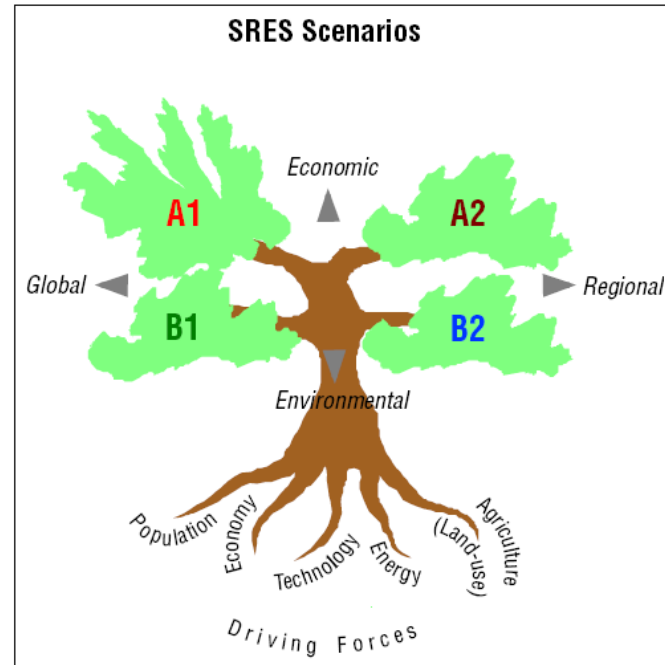 SRES Scenarios
Economic
A1
A2
Global
Regional
B1
B2
Environmental
Population
Economy
Technology
Energy
Agriculture
(Land-use)
Driving Forces